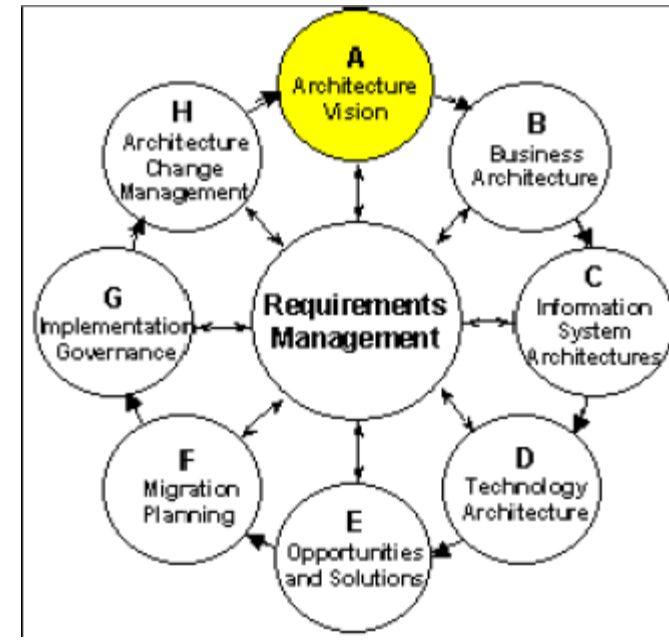 A
Architecture
Vision
B
Business
Architecture
C
Information
System
Architectures
D
Technology
Architecture
E
Opportunities
and Solutions
F
Migration
Planning
G
Implementation
Governance
H
Architecture
Change
Management
Requirements
Management